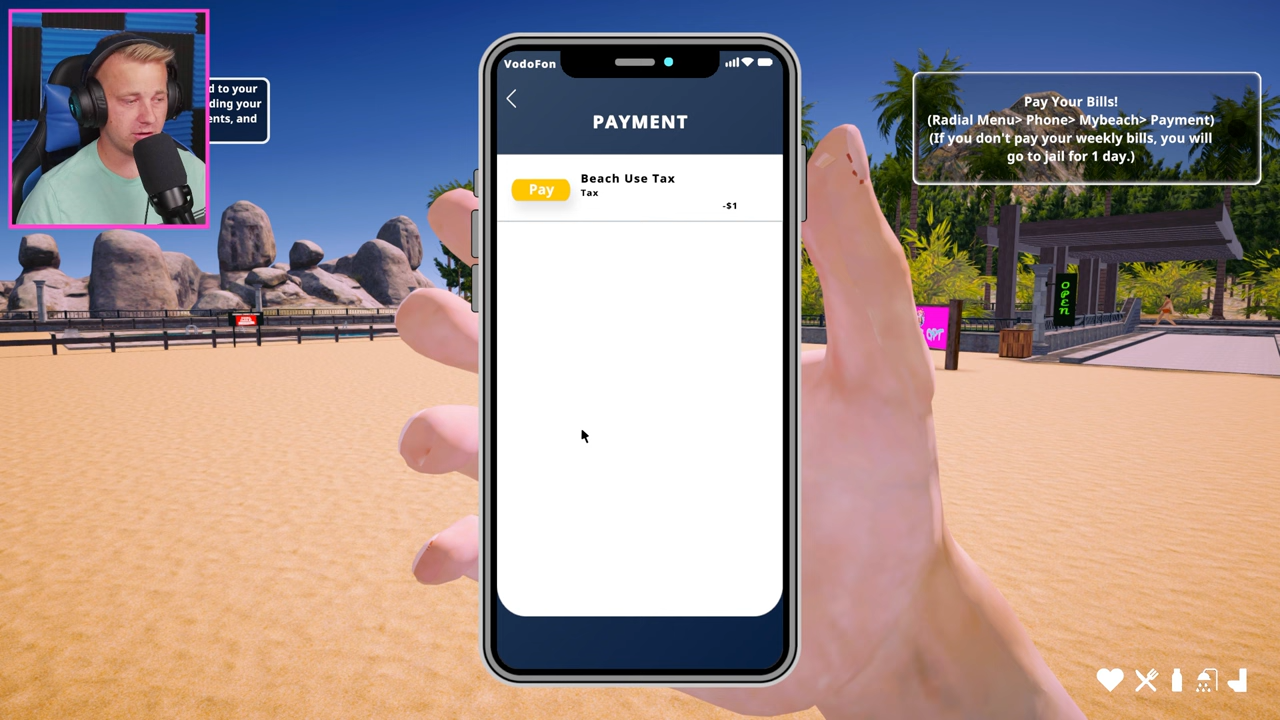 d to your
ding your
ents, and
VodoFon
PAYMENT
Pay
Beach Use Tax
Tax
-$1
Pay Your Bills!
(Radial Menu> Phone> Mybeach> Payment)
(If you don't pay your weekly bills, you will
go to jail for 1 day.)
OPEN
OPT